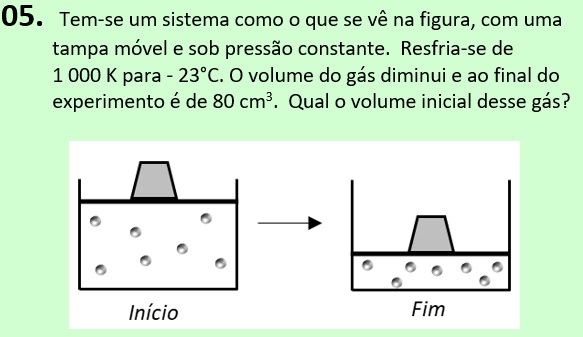 05. Tem-se um sistema como o que se vê na figura, com uma
tampa móvel e sob pressão constante. Resfria-se de
1 000 K para - 23°C. O volume do gás diminui e ao final do
experimento é de 80 cm³. Qual o volume inicial desse gás?
Início
Fim